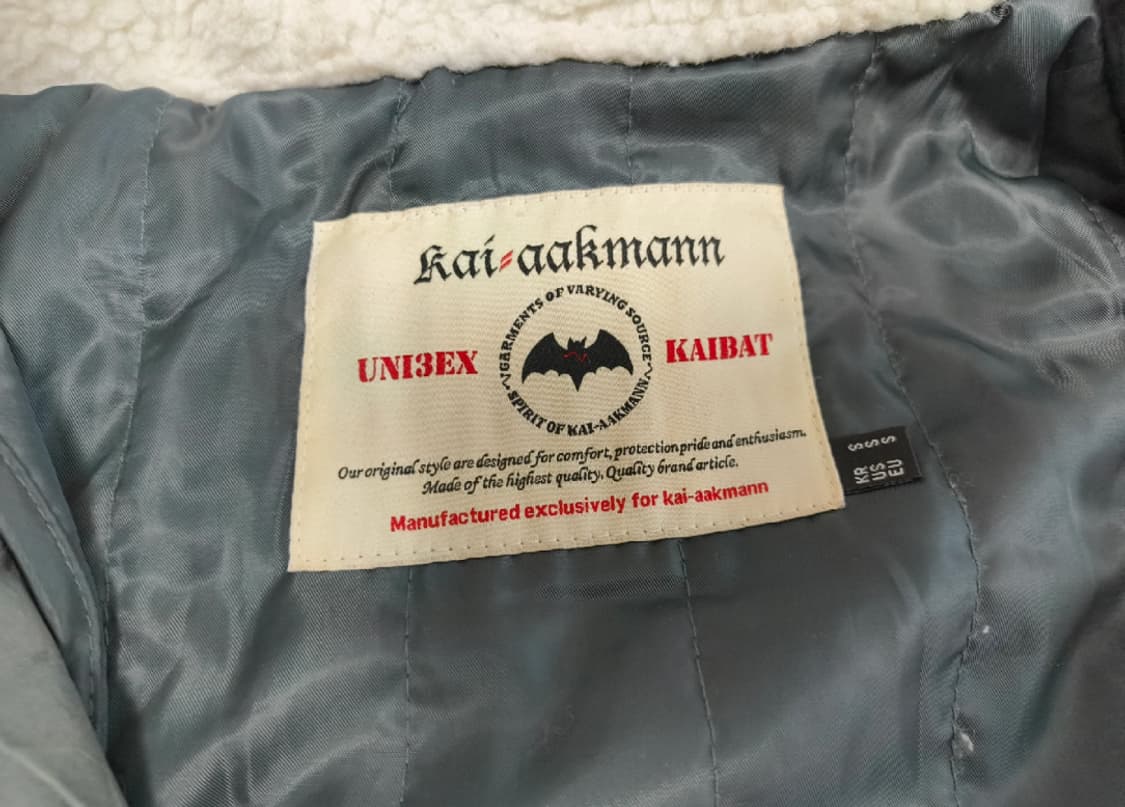 kai=aakmann
GARMENTS OF VARYING SOURCE
UNI3EX
KAIBAT
SPIRIT OF KAI-AAKMANN
Our original style are designed for comfort, protection pride and enthusiasm.
Made of the highest quality, Quality brand article.
Manufactured exclusively for kai-aakmann
KR S
US S
EU S